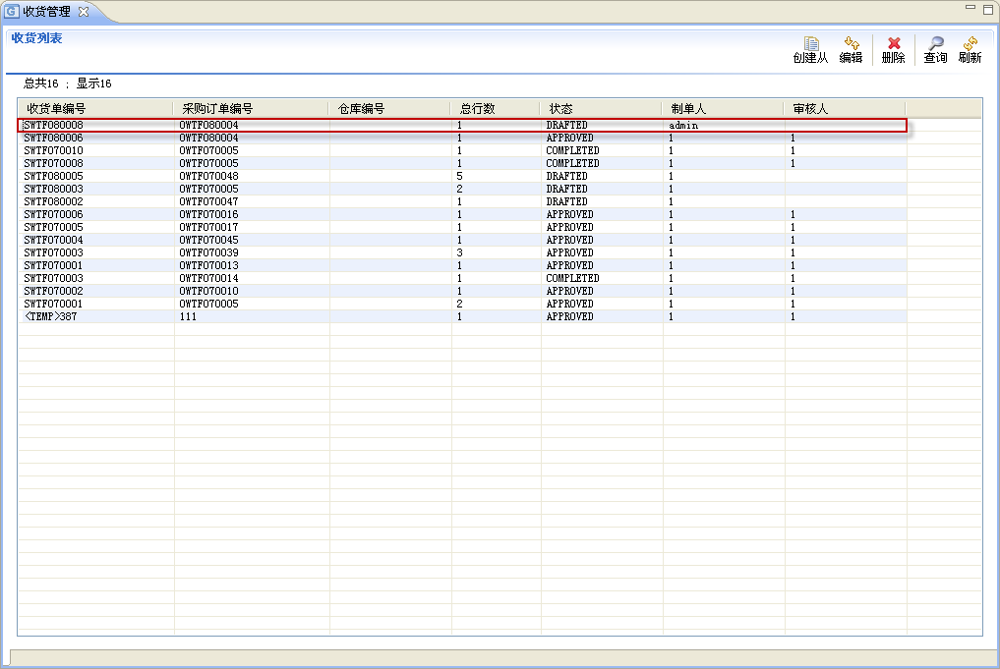 收货管理
收货列表
创建从 编辑 删除 查询 刷新
总共16 ; 显示16
收货单编号 采购订单编号 仓库编号 总行数 状态 制单人 审核人
SWTF080008 OWTF080004 1 DRAFTED admin
SWTF080006 OWTF080004 1 APPROVED 1 1
SWTF070010 OWTF070005 1 COMPLETED 1 1
SWTF070008 OWTF070005 1 COMPLETED 1 1
SWTF080005 OWTF070048 5 DRAFTED 1
SWTF080003 OWTF070005 2 DRAFTED 1
SWTF080002 OWTF070047 1 DRAFTED 1
SWTF070006 OWTF070016 1 APPROVED 1 1
SWTF070005 OWTF070017 1 APPROVED 1 1
SWTF070004 OWTF070045 1 APPROVED 1 1
SWTF070003 OWTF070039 3 APPROVED 1 1
SWTF070001 OWTF070013 1 APPROVED 1 1
SWTF070003 OWTF070014 1 COMPLETED 1 1
SWTF070002 OWTF070010 1 APPROVED 1 1
SWTF070001 OWTF070005 2 APPROVED 1 1
<TEMP>387 111 1 APPROVED 1 1